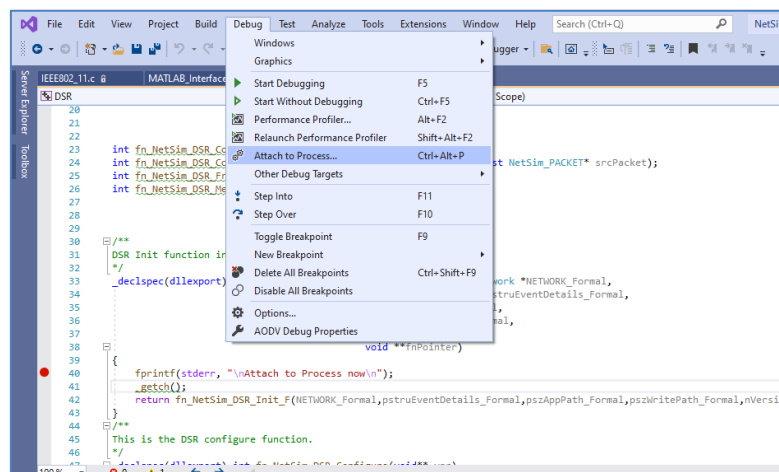 File Edit View Project Build Debug Test Analyze Tools Extensions Window Help Search (Ctrl+Q) NetSi
ugger
IEEE802_11.c MATLAB_Interface
Server Explorer
Toolbox
DSR Scope)
Windows
Graphics
Start Debugging F5
Start Without Debugging Ctrl+F5
Performance Profiler... Alt+F2
Relaunch Performance Profiler Shift+Alt+F2
Attach to Process... Ctrl+Alt+P
Other Debug Targets
Step Into F11
Step Over F10
Toggle Breakpoint F9
New Breakpoint
Delete All Breakpoints Ctrl+Shift+F9
Disable All Breakpoints
Options...
AODV Debug Properties
20
21
22
23 int fn_NetSim_DSR_Co
24 int fn_NetSim_DSR_Co st NetSim_PACKET* srcPacket);
25 int fn_NetSim_DSR_Fr
26 int fn_NetSim_DSR_Me
27
28
29
30 /**
31 DSR Init function in
32 */
33 _declspec(dllexport) work *NETWORK_Formal,
34 struEventDetails_Formal,
35 l,
36 mal,
37
38 void **fnPointer)
39 {
40 fprintf(stderr, "\nAttach to Process now\n");
41 _getch();
42 return fn_NetSim_DSR_Init_F(NETWORK_Formal,pstruEventDetails_Formal,pszAppPath_Formal,pszWritePath_Formal,nVersi
43 }
44 /**
45 This is the DSR configure function.
46 */